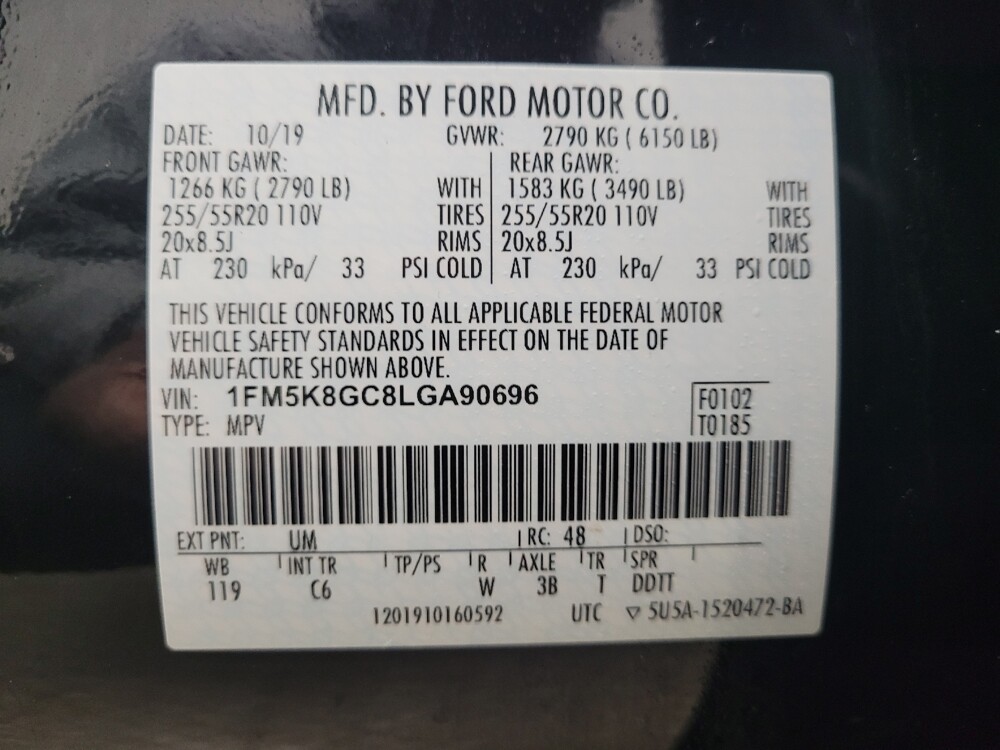 MFD. BY FORD MOTOR CO.
DATE: 10/19 GVWR: 2790 KG ( 6150 LB)
FRONT GAWR: REAR GAWR:
1266 KG ( 2790 LB) WITH 1583 KG ( 3490 LB) WITH
255/55R20 110V TIRES 255/55R20 110V TIRES
20x8.5J RIMS 20x8.5J RIMS
AT 230 kPa/ 33 PSI COLD AT 230 kPa/ 33 PSI COLD
THIS VEHICLE CONFORMS TO ALL APPLICABLE FEDERAL MOTOR
VEHICLE SAFETY STANDARDS IN EFFECT ON THE DATE OF
MANUFACTURE SHOWN ABOVE.
VIN: 1FM5K8GC8LGA90696 F0102
TYPE: MPV T0185
EXT PNT: UM RC: 48 DSO:
WB INT TR TP/PS R AXLE TR SPR
119 C6 W 3B T DDTT
1201910160592 UTC ▽ 5U5A-1520472-BA